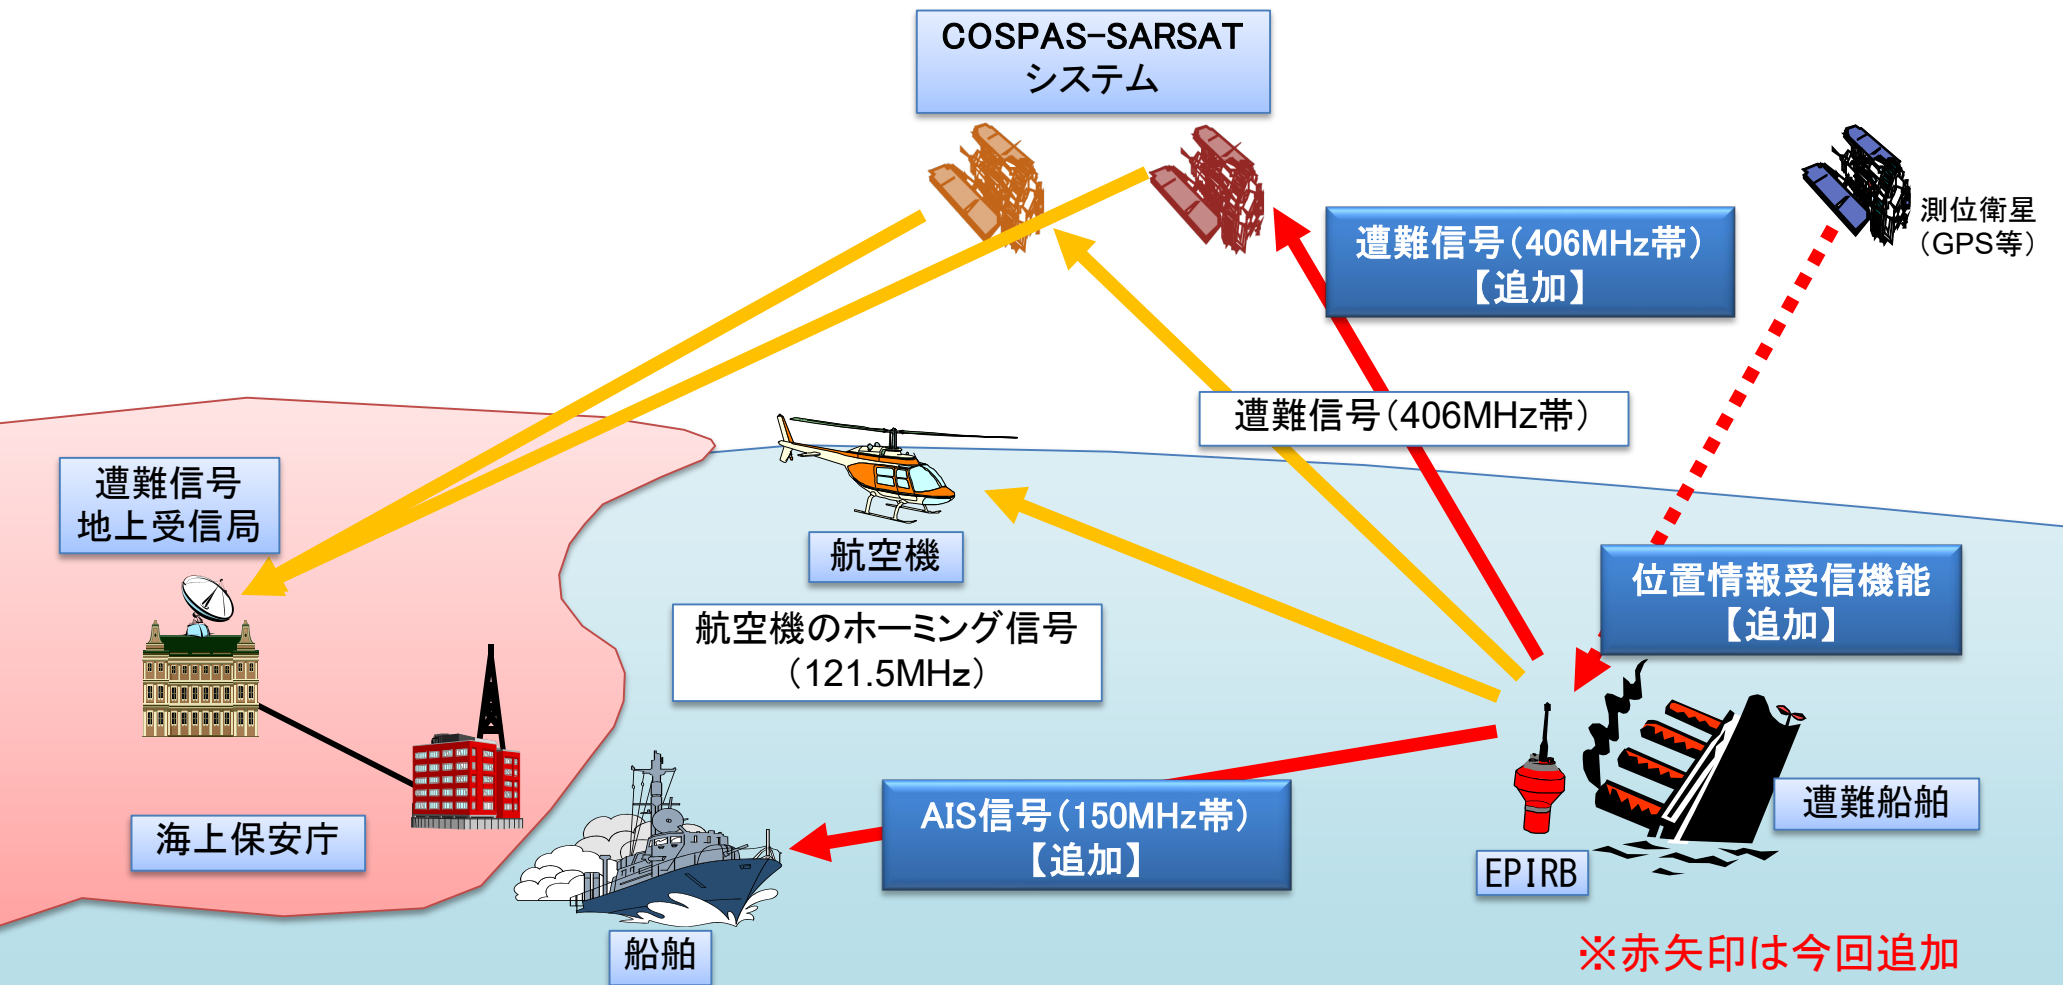 COSPAS-SARSAT
システム
測位衛星
（GPS等）
遭難信号（406MHz帯）
【追加】
遭難信号（406MHz帯）
遭難信号
地上受信局
航空機
航空機のホーミング信号
（121.5MHz）
位置情報受信機能
【追加】
海上保安庁
AIS信号（150MHz帯）
【追加】
遭難船舶
EPIRB
船舶
※赤矢印は今回追加